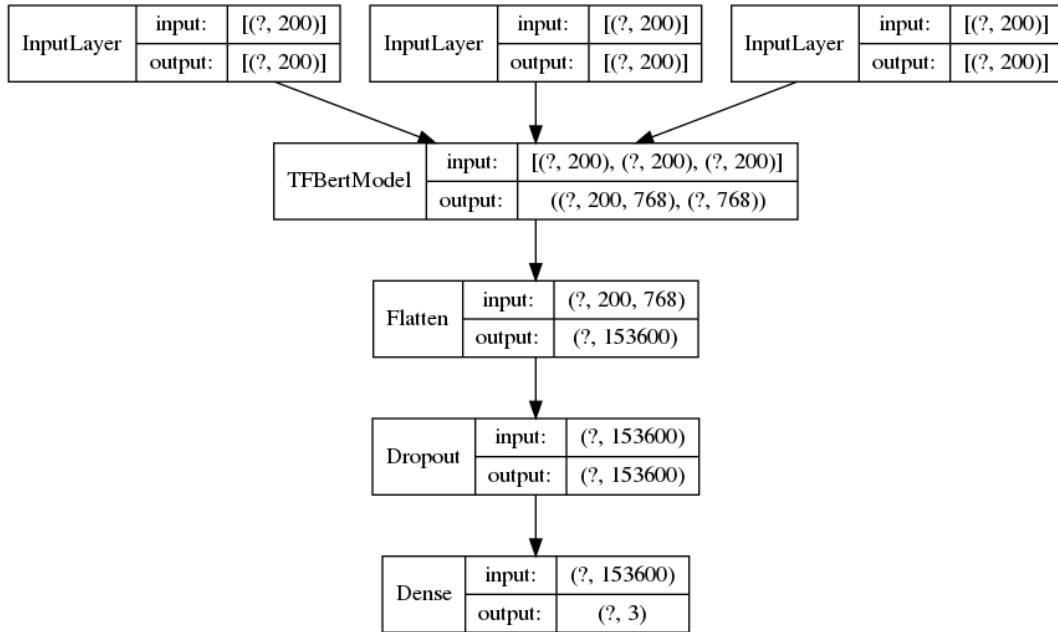 InputLayer input: [(?, 200)] output: [(?, 200)]
InputLayer input: [(?, 200)] output: [(?, 200)]
InputLayer input: [(?, 200)] output: [(?, 200)]
TFBertModel input: [(?, 200), (?, 200), (?, 200)] output: ((?, 200, 768), (?, 768))
Flatten input: (?, 200, 768) output: (?, 153600)
Dropout input: (?, 153600) output: (?, 153600)
Dense input: (?, 153600) output: (?, 3)